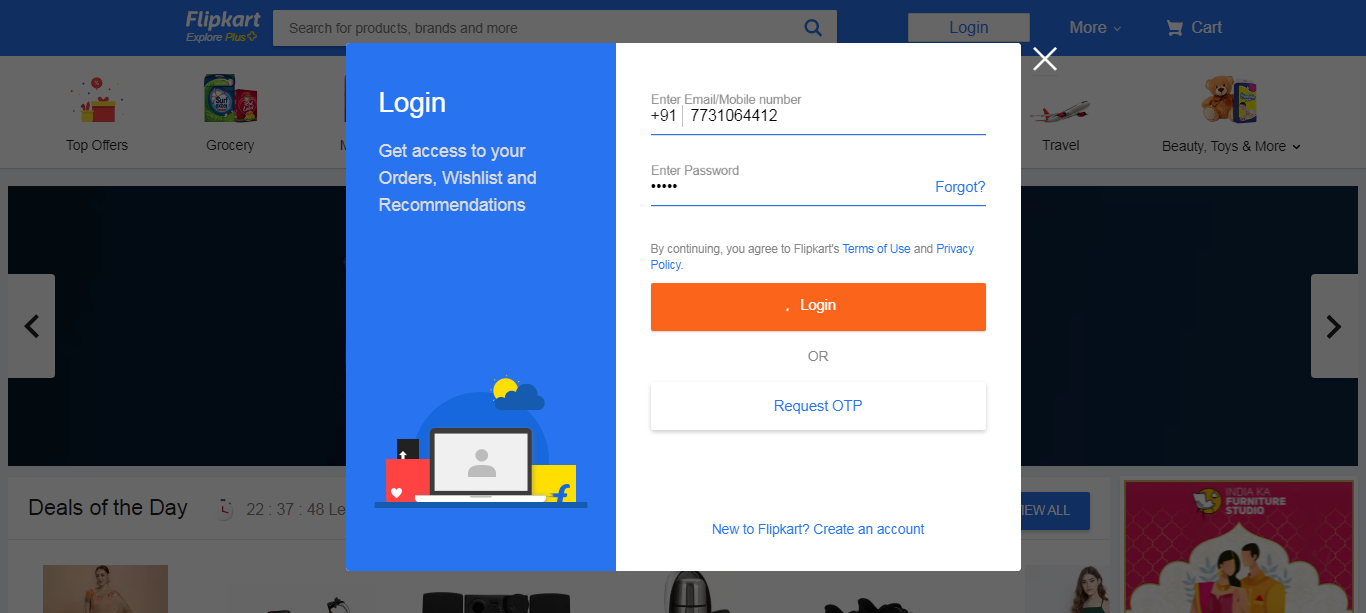 Flipkart
Explore Plus
Search for products, brands and more
Login
More
Cart
Top Offers
Grocery
Travel
Beauty, Toys & More
Login
Get access to your
Orders, Wishlist and
Recommendations
Enter Email/Mobile number
+91 7731064412
Enter Password
•••••
Forgot?
By continuing, you agree to Flipkart's Terms of Use and Privacy
Policy.
Login
OR
Request OTP
New to Flipkart? Create an account
Deals of the Day
22 : 37 : 48 Le
IEW ALL
INDIA KA
FURNITURE
STUDIO